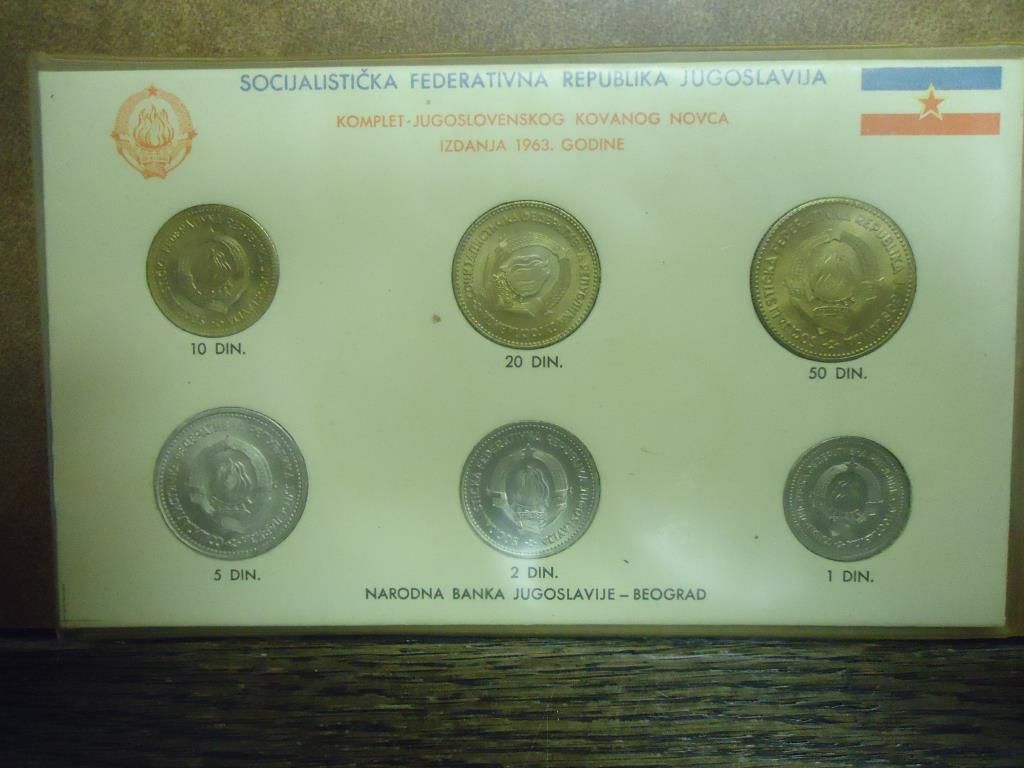 SOCIJALISTIČKA FEDERATIVNA REPUBLIKA JUGOSLAVIJA
KOMPLET-JUGOSLOVENSKOG KOVANOG NOVCA
IZDANJA 1963. GODINE
10 DIN.
20 DIN.
50 DIN.
5 DIN.
2 DIN.
1 DIN.
NARODNA BANKA JUGOSLAVIJE – BEOGRAD